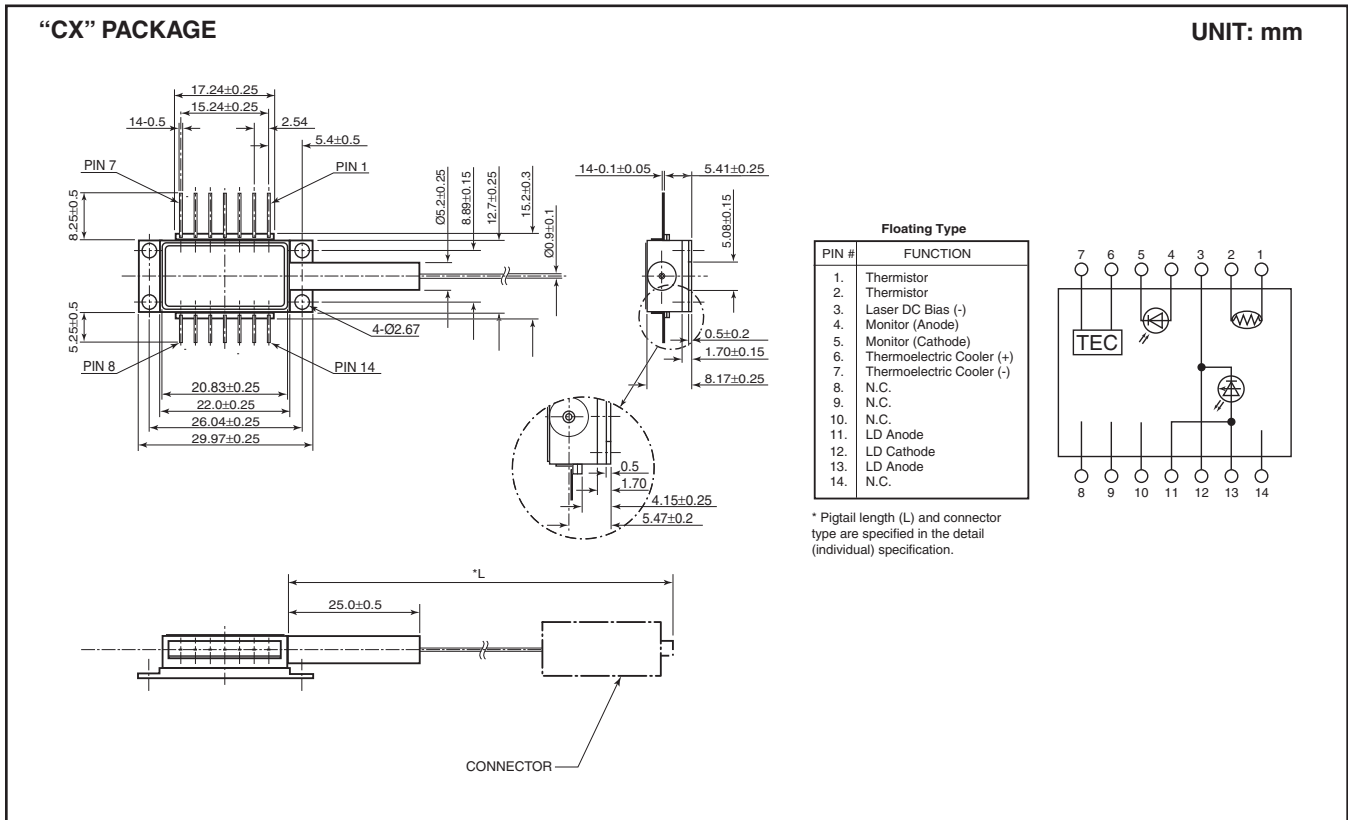 “CX” PACKAGE
UNIT: mm
17.24±0.25
15.24±0.25
14-0.5
2.54
5.4±0.5
PIN 7
PIN 1
8.25±0.5
Ø5.2±0.25
8.89±0.15
12.7±0.25
15.2±0.3
Ø0.9±0.1
5.25±0.5
4-Ø2.67
PIN 8
PIN 14
20.83±0.25
22.0±0.25
26.04±0.25
29.97±0.25
14-0.1±0.05
5.41±0.25
5.08±0.15
0.5±0.2
1.70±0.15
8.17±0.25
0.5
1.70
4.15±0.25
5.47±0.2
Floating Type
PIN # FUNCTION
1. Thermistor
2. Thermistor
3. Laser DC Bias (-)
4. Monitor (Anode)
5. Monitor (Cathode)
6. Thermoelectric Cooler (+)
7. Thermoelectric Cooler (-)
8. N.C.
9. N.C.
10. N.C.
11. LD Anode
12. LD Cathode
13. LD Anode
14. N.C.
* Pigtail length (L) and connector
type are specified in the detail
(individual) specification.
7 6 5 4 3 2 1
TEC
8 9 10 11 12 13 14
*L
25.0±0.5
CONNECTOR